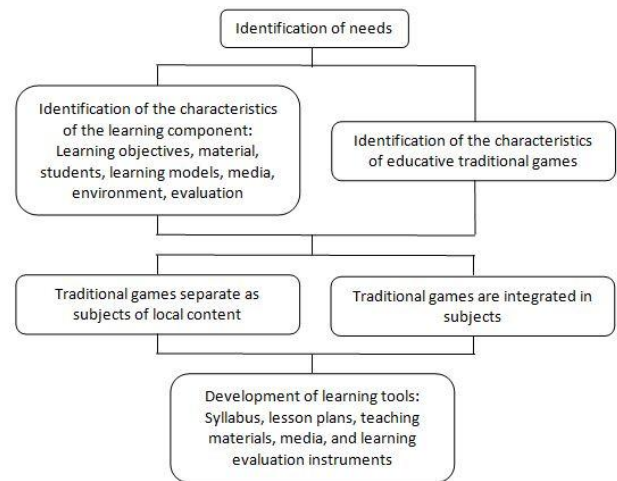 Identification of needs
Identification of the characteristics
of the learning component:
Learning objectives, material,
students, learning models, media,
environment, evaluation
Identification of the characteristics
of educative traditional games
Traditional games separate as
subjects of local content
Traditional games are integrated in
subjects
Development of learning tools:
Syllabus, lesson plans, teaching
materials, media, and learning
evaluation instruments